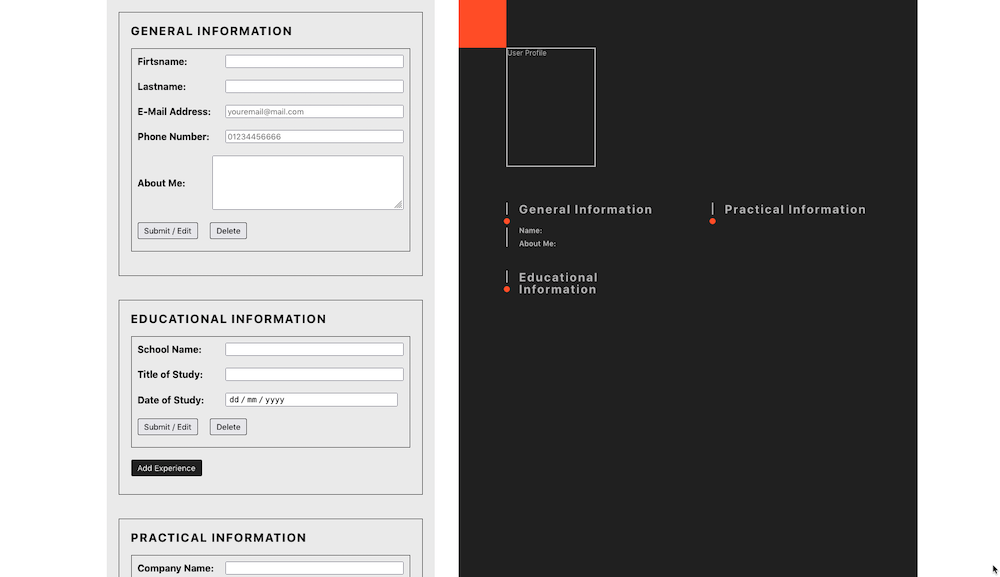 GENERAL INFORMATION
Firtsname:
Lastname:
E-Mail Address: youremail@mail.com
Phone Number: 01234456666
About Me:
Submit / Edit Delete
EDUCATIONAL INFORMATION
School Name:
Title of Study:
Date of Study: dd / mm / yyyy
Submit / Edit Delete
Add Experience
PRACTICAL INFORMATION
Company Name:
User Profile
General Information
Name:
About Me:
Educational
Information
Practical Information